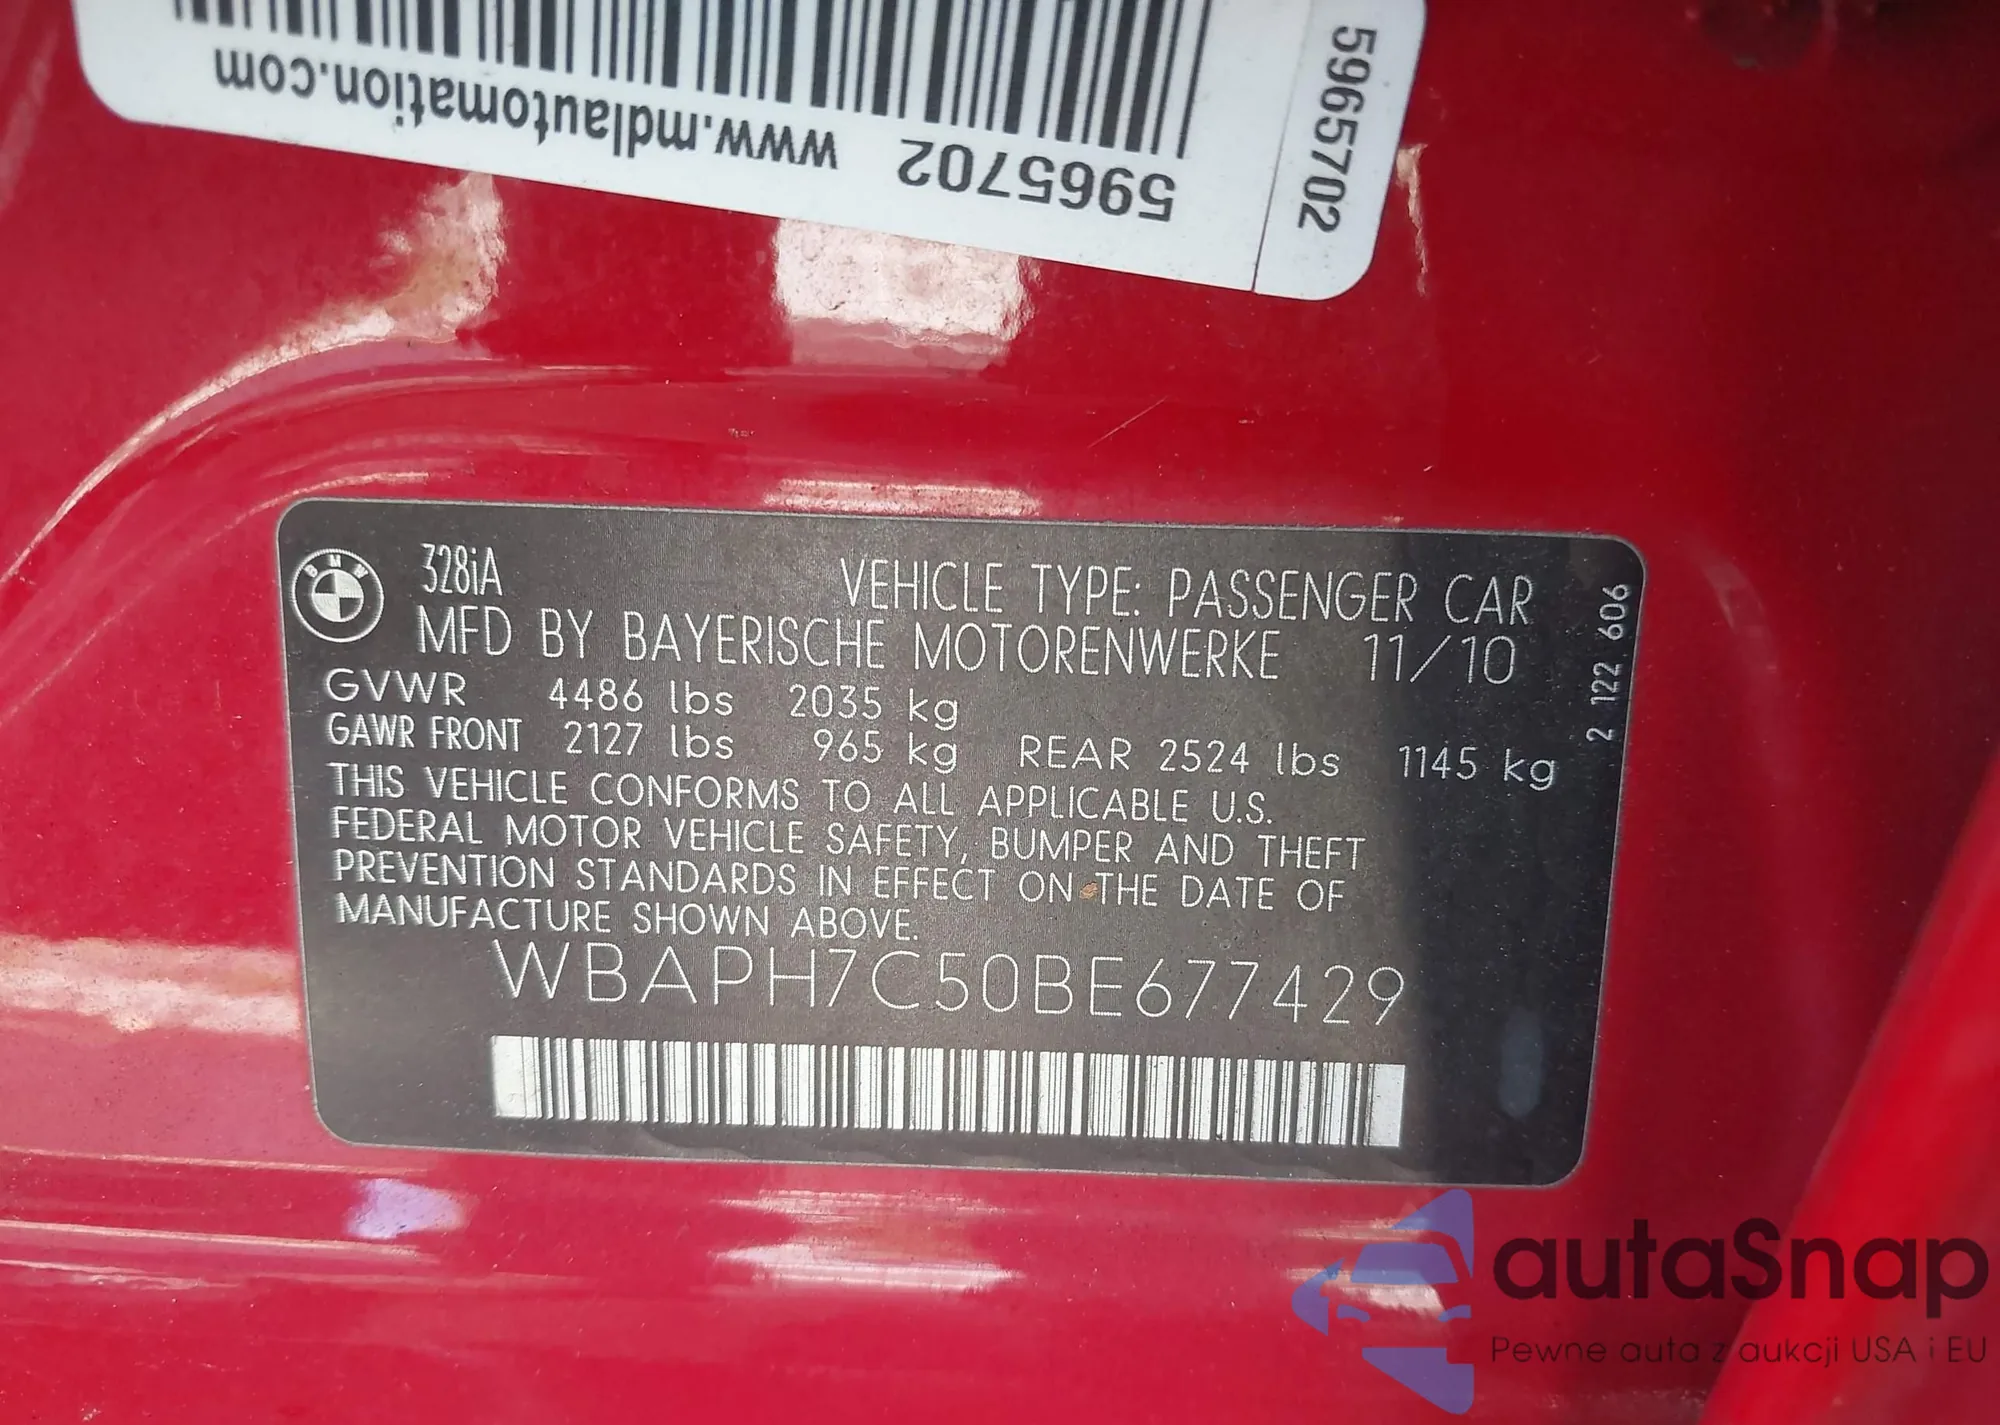 www.mdlautomation.com
5965702
5965702
BMW
328iA
VEHICLE TYPE: PASSENGER CAR
MFD BY BAYERISCHE MOTORENWERKE 11/10
GVWR 4486 lbs 2035 kg
GAWR FRONT 2127 lbs 965 kg REAR 2524 lbs 1145 kg
THIS VEHICLE CONFORMS TO ALL APPLICABLE U.S.
FEDERAL MOTOR VEHICLE SAFETY, BUMPER AND THEFT
PREVENTION STANDARDS IN EFFECT ON THE DATE OF
MANUFACTURE SHOWN ABOVE.
WBAPH7C50BE677429
2 122 606
autaSnap
Pewne auta z aukcji USA i EU